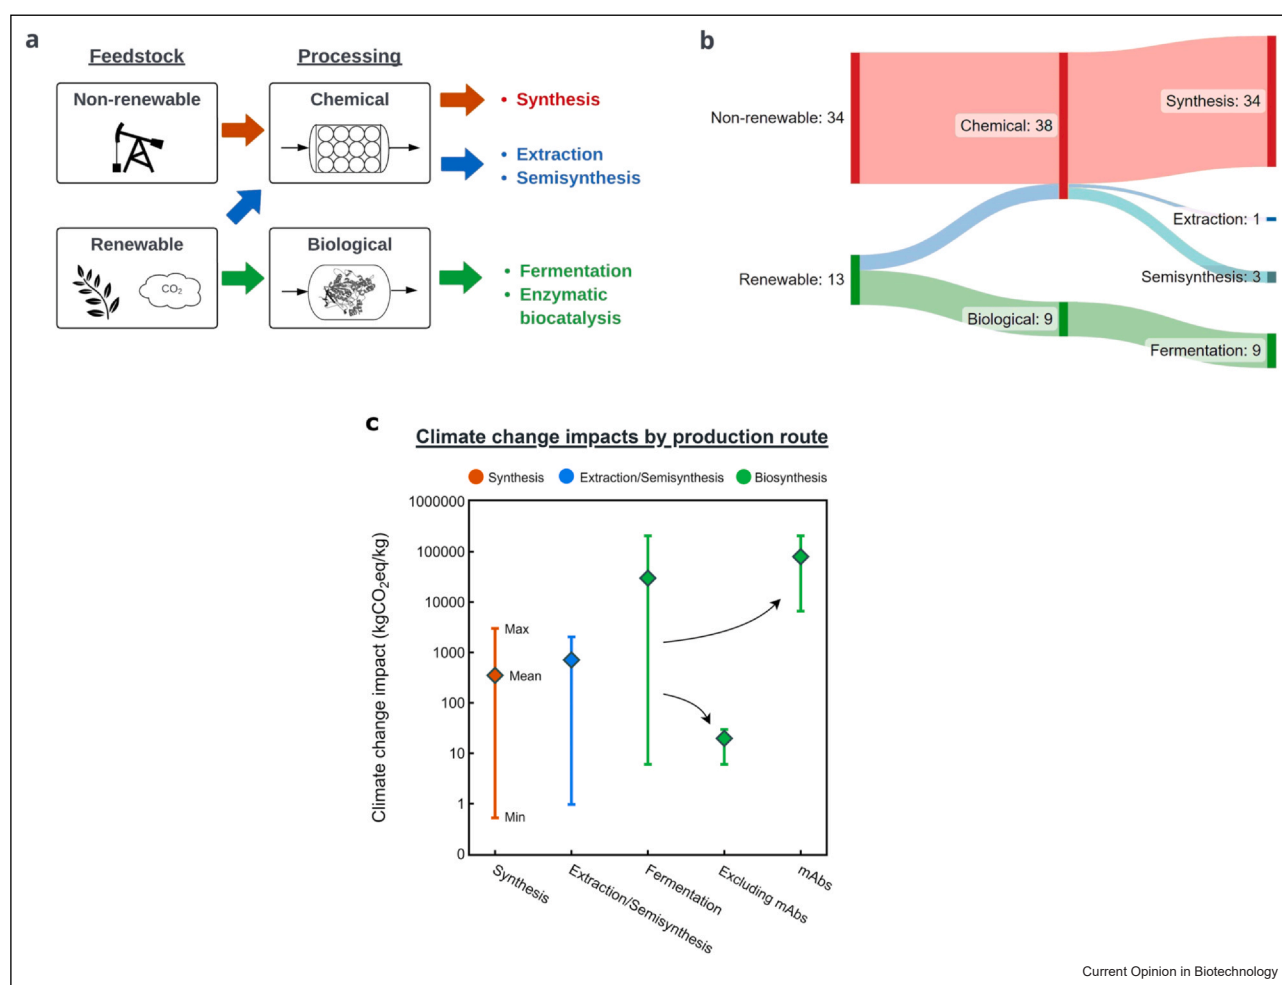 a
Feedstock
Processing
Non-renewable
Chemical
• Synthesis
• Extraction
• Semisynthesis
Renewable
CO2
Biological
• Fermentation
• Enzymatic
biocatalysis
b
Non-renewable: 34
Chemical: 38
Synthesis: 34
Extraction: 1
Renewable: 13
Semisynthesis: 3
Biological: 9
Fermentation: 9
c
Climate change impacts by production route
Synthesis
Extraction/Semisynthesis
Biosynthesis
Climate change impact (kgCO2eq/kg)
1000000
100000
10000
1000
100
10
1
0
Max
Mean
Min
Synthesis
Extraction/Semisynthesis
Fermentation
Excluding mAbs
mAbs
Current Opinion in Biotechnology